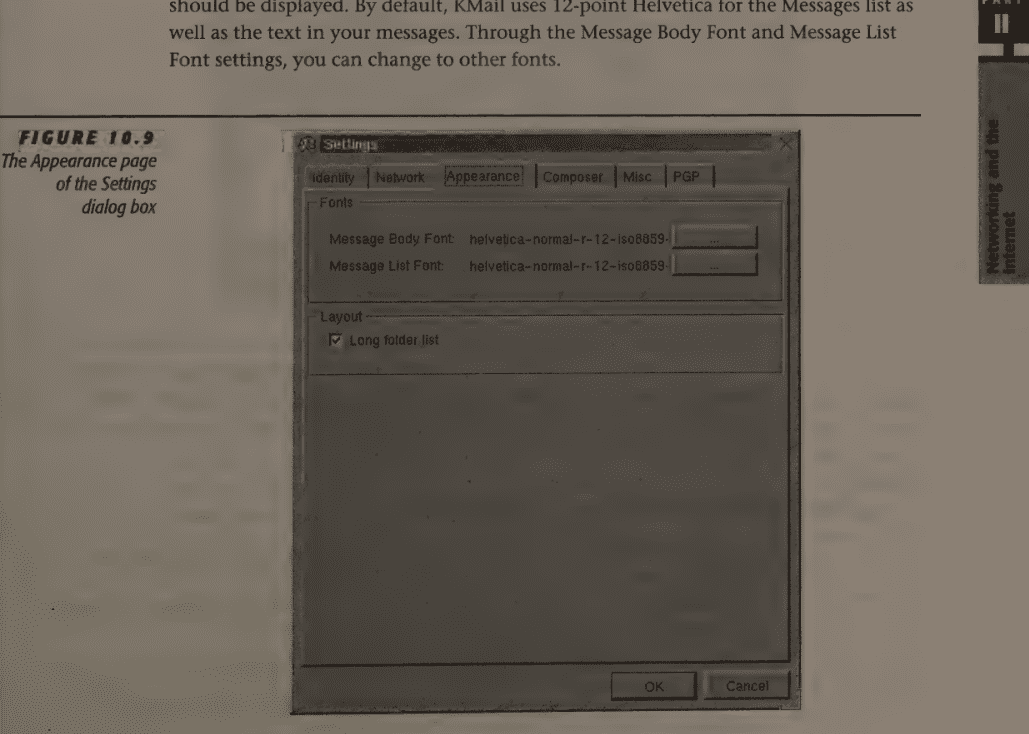 should be displayed. By default, KMail uses 12-point Helvetica for the Messages list as
well as the text in your messages. Through the Message Body Font and Message List
Font settings, you can change to other fonts.
PART
II
Networking and the
Internet
FIGURE 10.9
The Appearance page
of the Settings
dialog box
Settings
Identity Network Appearance Composer Misc PGP
Fonts
Message Body Font: helvetica-normal-r-12-iso8859- ...
Message List Font: helvetica-normal-r-12-iso8859- ...
Layout
Long folder list
OK Cancel